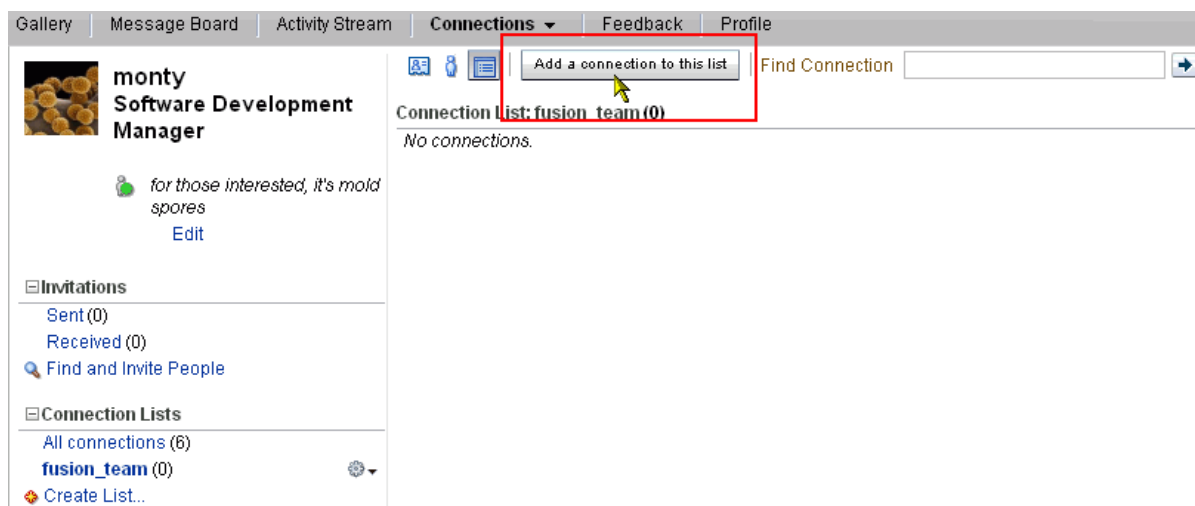 Gallery Message Board Activity Stream Connections Feedback Profile
monty
Software Development
Manager
for those interested, it's mold
spores
Edit
Invitations
Sent (0)
Received (0)
Find and Invite People
Connection Lists
All connections (6)
fusion_team (0)
Create List...
Add a connection to this list Find Connection
Connection List: fusion_team (0)
No connections.